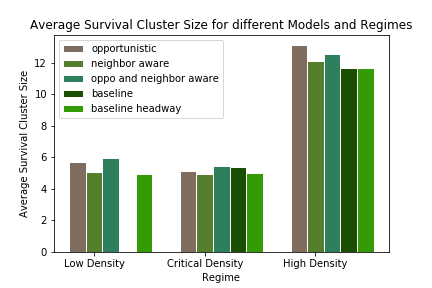 Average Survival Cluster Size for different Models and Regimes
opportunistic
neighbor aware
oppo and neighbor aware
baseline
baseline headway
Average Survival Cluster Size
12
10
8
6
4
2
0
Low Density
Critical Density
High Density
Regime